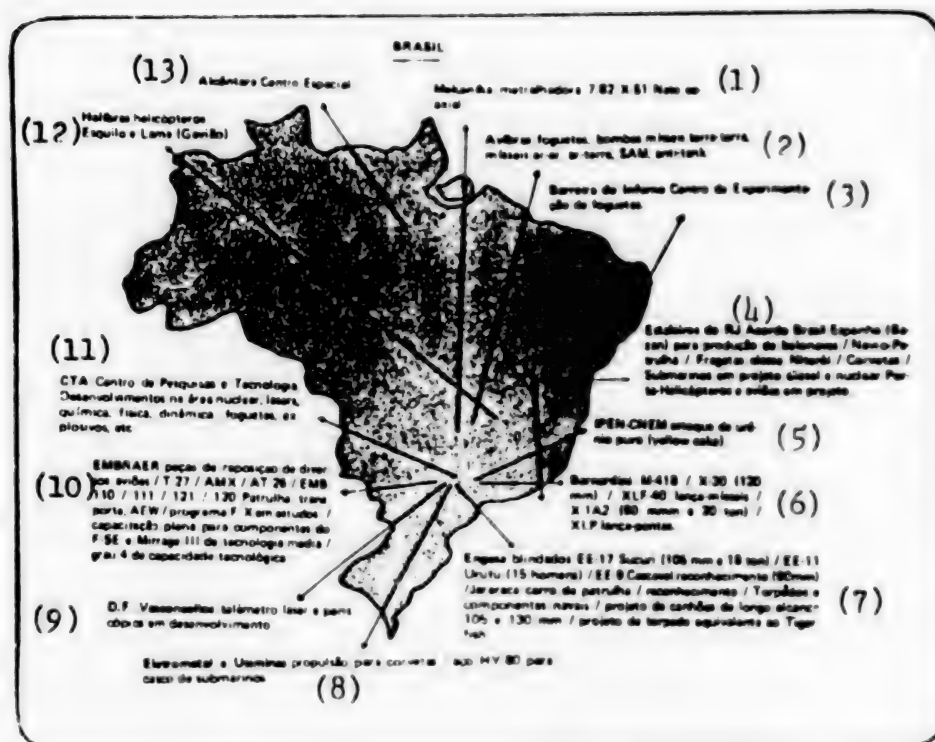 BRASIL
(13) Alcântara Centro Espacial
Mekanika metralhadora 7.62 X 51 Nato co
axial
(1)
(12) Helibras helicópteros
Esquilo e Lama (Gavião)
Avibras foguetes, bombas mísseis terra-terra,
mísseis ar-ar, ar-terra, SAM, anti-tank
(2)
Barreira do Inferno Centro de Experimenta-
ção de foguetes
(3)
(4)
Estaleiros do RJ Acordo Brasil Espanha (Ba-
zan) para produção de / Navio-Pa-
trulha / Fragatas classe Niterói / Corvetas /
Submarinos em projeto diesel e nuclear Por-
ta-Helicópteros e aviões em projeto
(11)
CTA Centro de Pesquisas e Tecnologia
Desenvolvimentos na área nuclear, lasers,
química, física, dinâmica foguetes, ex
plosivos, etc
IPEN-CNEM estoque de urâ-
nio puro (yellow cake)
(5)
(10)
EMBRAER peças de reposição de diver
sos aviões / T 27 / AMX / AT 26 / EMB
110 / 111 / 121 / 120 Patrulha trans
porte, AEW / programa F X em estudos /
capacitação plena para componentes do
F-5E e Mirage III de tecnologia media /
grau 4 de capacidade tecnológica
Bernardini M-41B / X-30 (120
mm) / XLF-40 lança-mísseis /
X1A2 (90 mmm e 30 ton) /
XLP lança-pontes
(6)
Engesa blindados EE-17 Sucuri (105 mm e 18 ton) / EE-11
Urutu (15 homens) / EE 9 Cascavel reconhecimento (90mm)
/Jararaca carro de patrulha / reconhecimento / Torpedos e
componentes navais / projeto de canhões de longo alcance
105 e 130 mm / projeto de torpedo equivalente ao Tiger
fish
(7)
(9)
D.F. Vasconcellos telêmetro laser e peris
cópios em desenvolvimento
Eletrometal e Usiminas propulsão para corvetas / aço HY 80 para
casco de submarinos
(8)